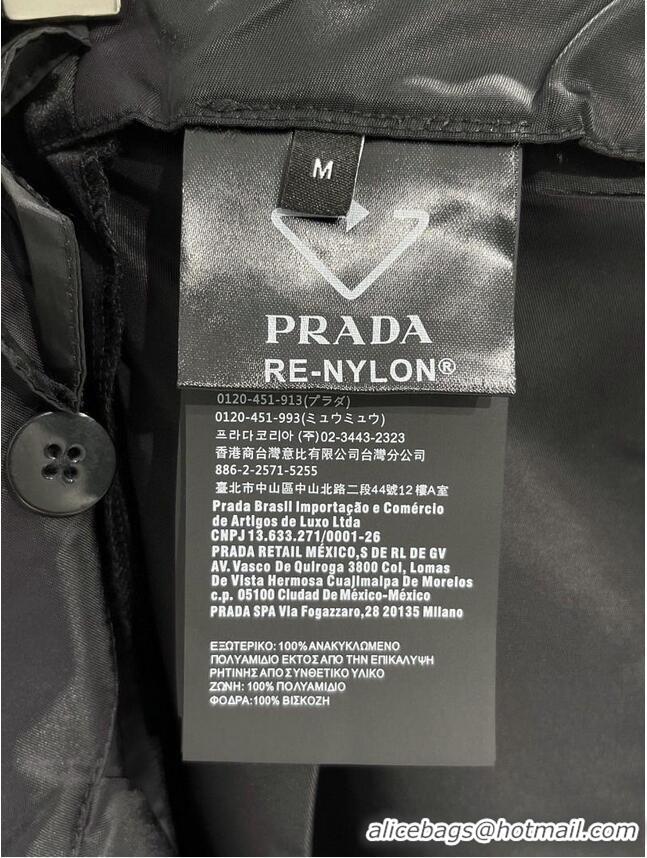 M
PRADA
RE-NYLON®
0120-451-913(プラダ)
0120-451-993(ミュウミュウ)
프라다코리아 (주)02-3443-2323
香港商台灣意比有限公司台灣分公司
886-2-2571-5255
臺北市中山區中山北路二段44號12樓A室
Prada Brasil Importação e Comércio
de Artigos de Luxo Ltda
CNPJ 13.633.271/0001-26
PRADA RETAIL MÉXICO,S DE RL DE GV
AV. Vasco De Quiroga 3800 Col, Lomas
De Vista Hermosa Cuajimalpa De Morelos
c.p. 05100 Ciudad De México-México
PRADA SPA Via Fogazzaro,28 20135 Milano
ΕΞΩΤΕΡΙΚΟ: 100%ΑΝΑΚΥΚΛΩΜΕΝΟ
ΠΟΛΥΑΜΙΔΙΟ ΕΚΤΟΣ ΑΠΟ ΤΗΝ ΕΠΙΚΑΛΥΨΗ
ΡΗΤΙΝΗΣ ΑΠΟ ΣΥΝΘΕΤΙΚΟ ΥΛΙΚΟ
ΖΩΝΗ: 100% ΠΟΛΥΑΜΙΔΙΟ
ΦΟΔΡΑ: 100% ΒΙΣΚΟΖΗ
alicebags@hotmail.com